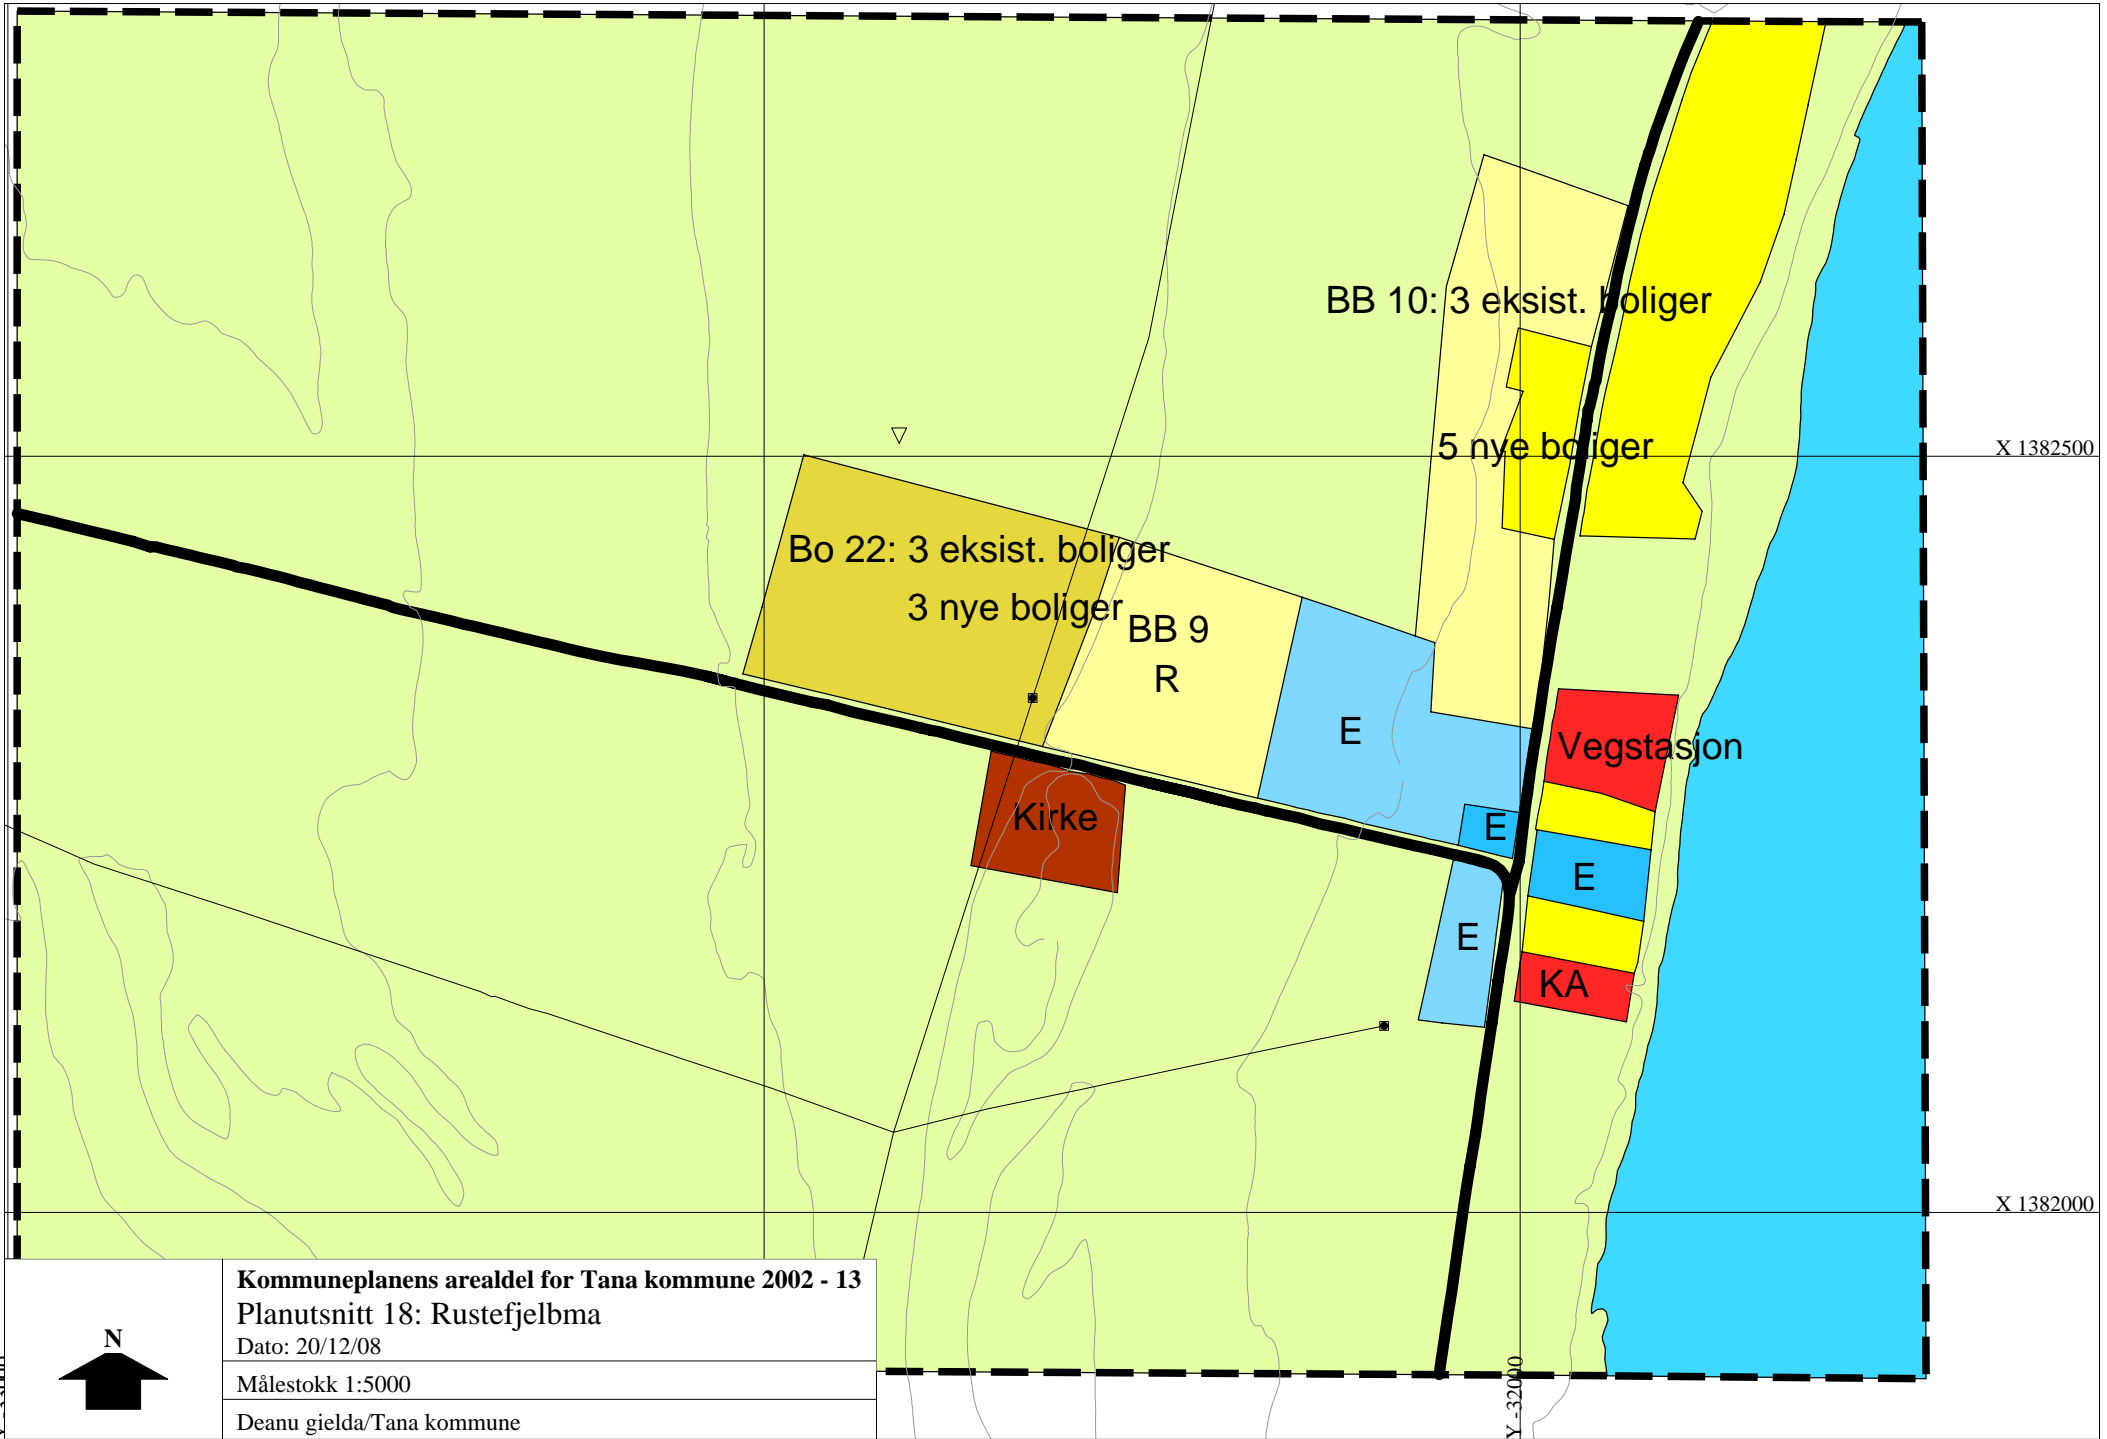 BB 10: 3 eksist. boliger
5 nye boliger
X 1382500
Bo 22: 3 eksist. boliger
3 nye boliger
BB 9
R
E
Vegstasjon
Kirke
E
E
E
KA
X 1382000
Kommuneplanens arealdel for Tana kommune 2002 - 13
Planutsnitt 18: Rustefjelbma
Dato: 20/12/08
N
Målestokk 1:5000
Deanu gielda/Tana kommune
Y -32000